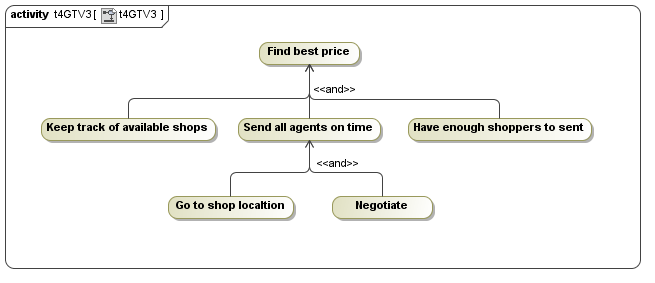 activity t4GTV3 [ t4GTV3 ]
Find best price
<<and>>
Keep track of available shops
Send all agents on time
Have enough shoppers to sent
<<and>>
Go to shop localtion
Negotiate